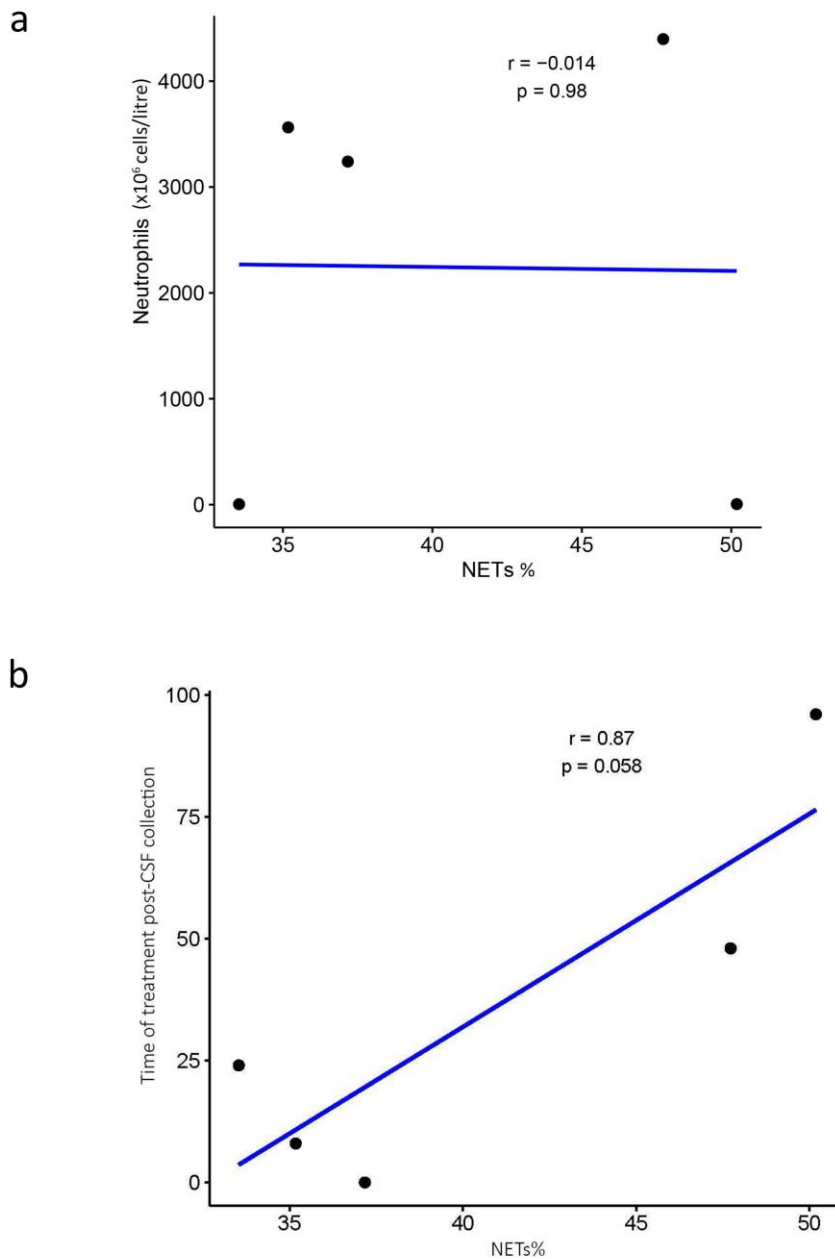 a
Neutrophils (x10⁶ cells/litre)
4000
3000
2000
1000
0
r = −0.014
p = 0.98
35 40 45 50
NETs %
b
Time of treatment post-CSF collection
100
75
50
25
0
r = 0.87
p = 0.058
35 40 45 50
NETs%